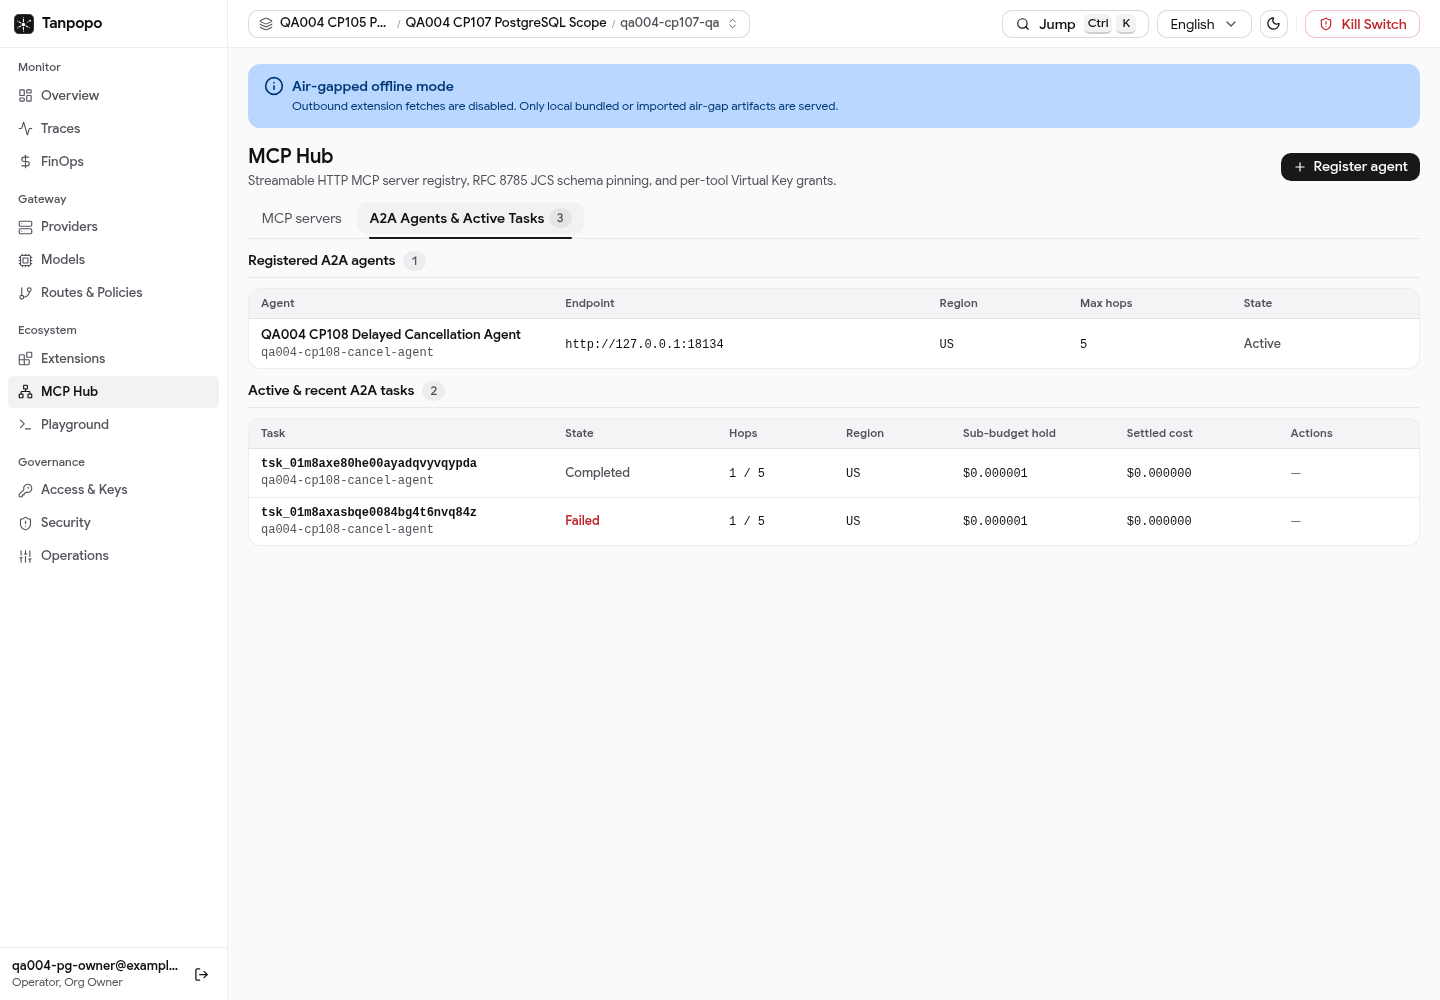 Tanpopo
QA004 CP105 P... / QA004 CP107 PostgreSQL Scope / qa004-cp107-qa
Jump Ctrl K
English
Kill Switch
Monitor
Overview
Traces
FinOps
Gateway
Providers
Models
Routes & Policies
Ecosystem
Extensions
MCP Hub
Playground
Governance
Access & Keys
Security
Operations
qa004-pg-owner@exampl...
Operator, Org Owner
Air-gapped offline mode
Outbound extension fetches are disabled. Only local bundled or imported air-gap artifacts are served.
MCP Hub
Streamable HTTP MCP server registry, RFC 8785 JCS schema pinning, and per-tool Virtual Key grants.
Register agent
MCP servers
A2A Agents & Active Tasks 3
Registered A2A agents 1
Agent Endpoint Region Max hops State
QA004 CP108 Delayed Cancellation Agent
qa004-cp108-cancel-agent
http://127.0.0.1:18134 US 5 Active
Active & recent A2A tasks 2
Task State Hops Region Sub-budget hold Settled cost Actions
tsk_01m8axe80he00ayadqvyvqypda
qa004-cp108-cancel-agent
Completed 1 / 5 US $0.000001 $0.000000 —
tsk_01m8axasbqe0084bg4t6nvq84z
qa004-cp108-cancel-agent
Failed 1 / 5 US $0.000001 $0.000000 —